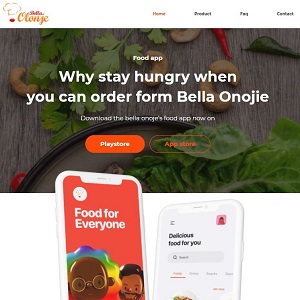 Bella
Olonje
Home
Product
Faq
Contact
Food app
Why stay hungry when
you can order form Bella Onojie
Download the bella onoje's food app now on
Playstore
App store
Food for
Everyone
Delicious
food for you
Search
Foods
Drinks
Snacks